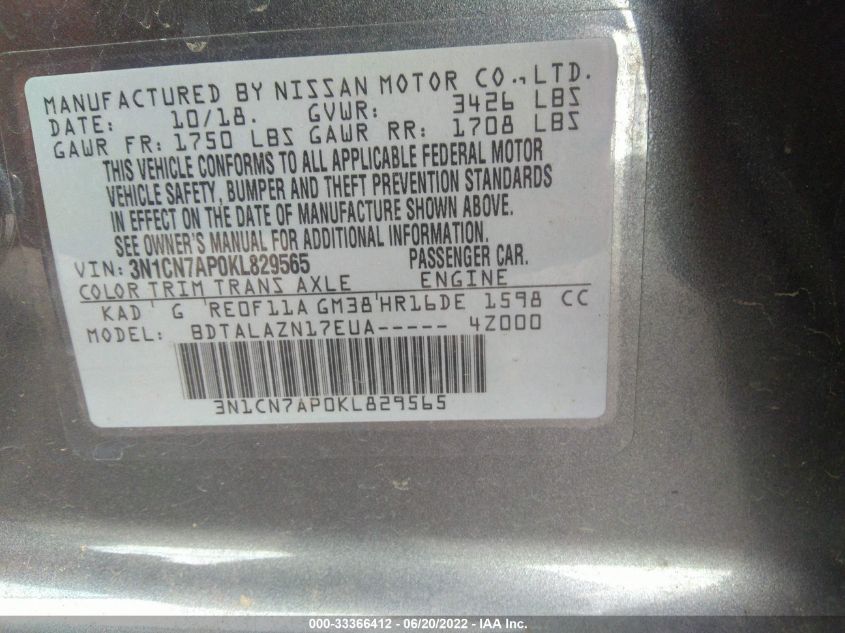 MANUFACTURED BY NISSAN MOTOR CO., LTD.
DATE: 10/18. GVWR: 3426 LBS
GAWR FR: 1750 LBS GAWR RR: 1708 LBS
THIS VEHICLE CONFORMS TO ALL APPLICABLE FEDERAL MOTOR
VEHICLE SAFETY, BUMPER AND THEFT PREVENTION STANDARDS
IN EFFECT ON THE DATE OF MANUFACTURE SHOWN ABOVE.
SEE OWNER'S MANUAL FOR ADDITIONAL INFORMATION.
VIN: 3N1CN7AP0KL829565 PASSENGER CAR.
COLOR TRIM TRANS AXLE ENGINE
KAD G RE0F11A GM38 HR16DE 1598 CC
MODEL: BDTALAZN17EUA----- 4Z000
3N1CN7AP0KL829565
000-33366412 - 06/20/2022 - IAA Inc.